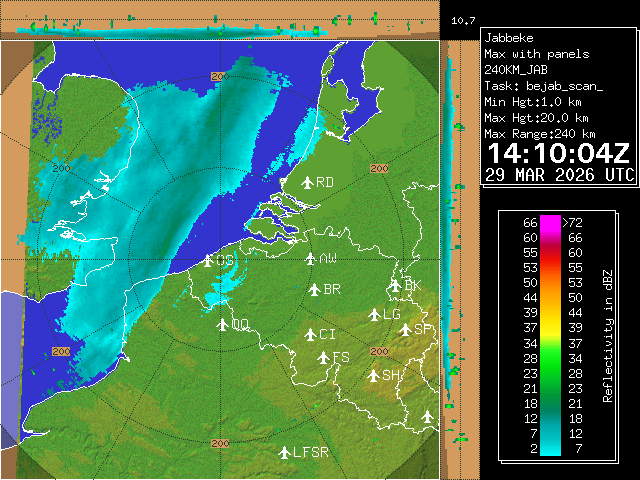 10.7
Jabbeke
Max with panels
240KM_JAB
Task: bejab_scan_
Min Hgt:1.0 km
Max Hgt:20.0 km
Max Range:240 km
14:10:04Z
29 MAR 2026 UTC
200
200
200
RD
OS
AW
BR
BK
LG
QO
CI
SP
FS
200
200
SH
200
LFSR
66 >72
60 66
55 60
53 55
50 53
44 50
39 44
37 39
34 37
28 34
23 28
21 23
18 21
12 18
7 12
2 7
Reflectivity in dBZ